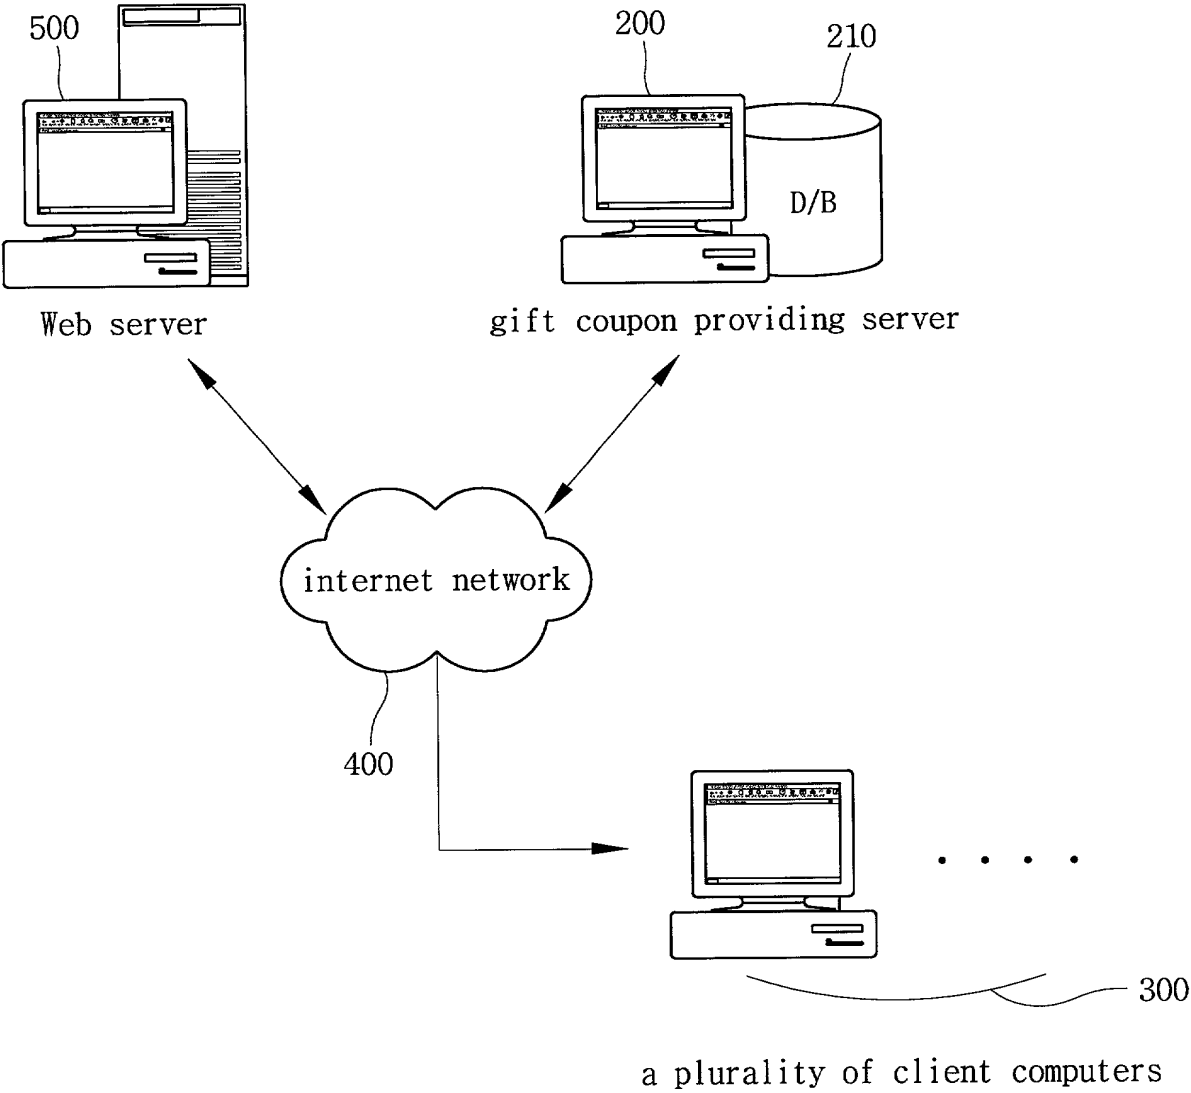 500
200
210
D/B
Web server
gift coupon providing server
internet network
400
300
a plurality of client computers